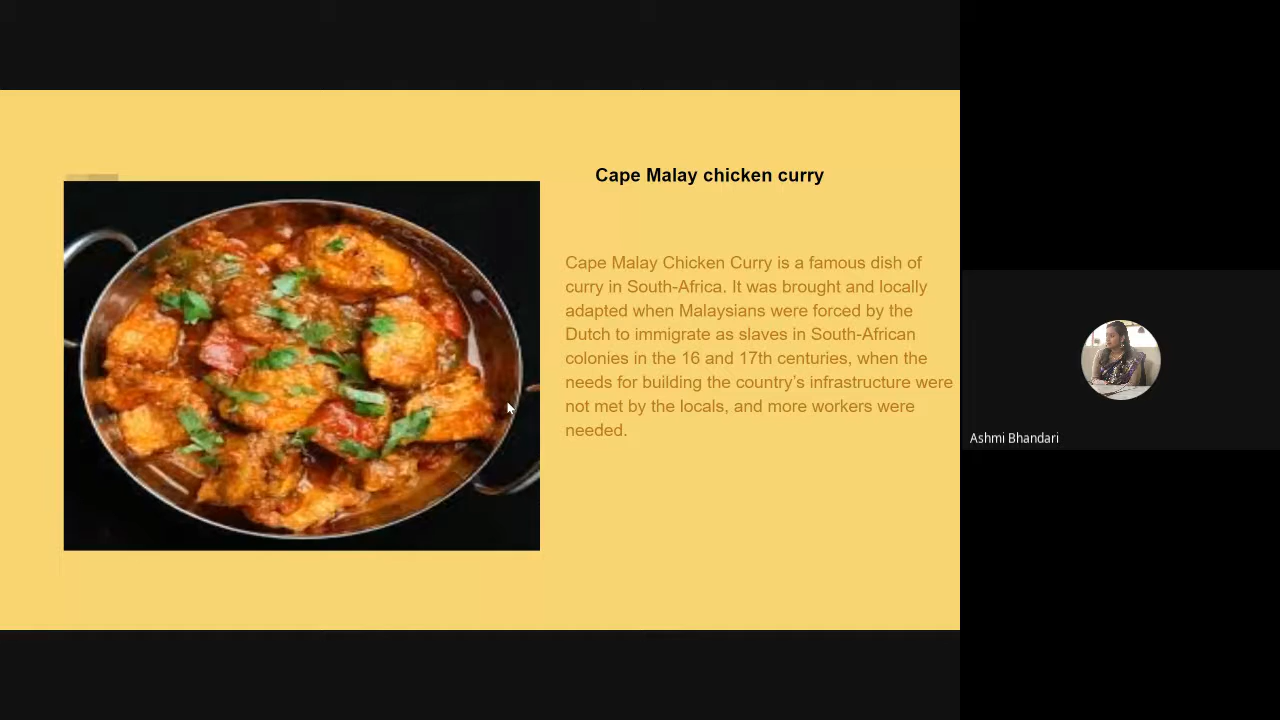 Cape Malay chicken curry
Cape Malay Chicken Curry is a famous dish of
curry in South-Africa. It was brought and locally
adapted when Malaysians were forced by the
Dutch to immigrate as slaves in South-African
colonies in the 16 and 17th centuries, when the
needs for building the country’s infrastructure were
not met by the locals, and more workers were
needed.
Ashmi Bhandari